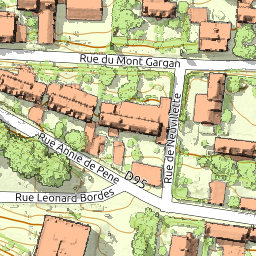 Rue du Mont Gargan
Rue de Neuvillette
Rue Annie de Pene
D95
Rue Leonard Bordes